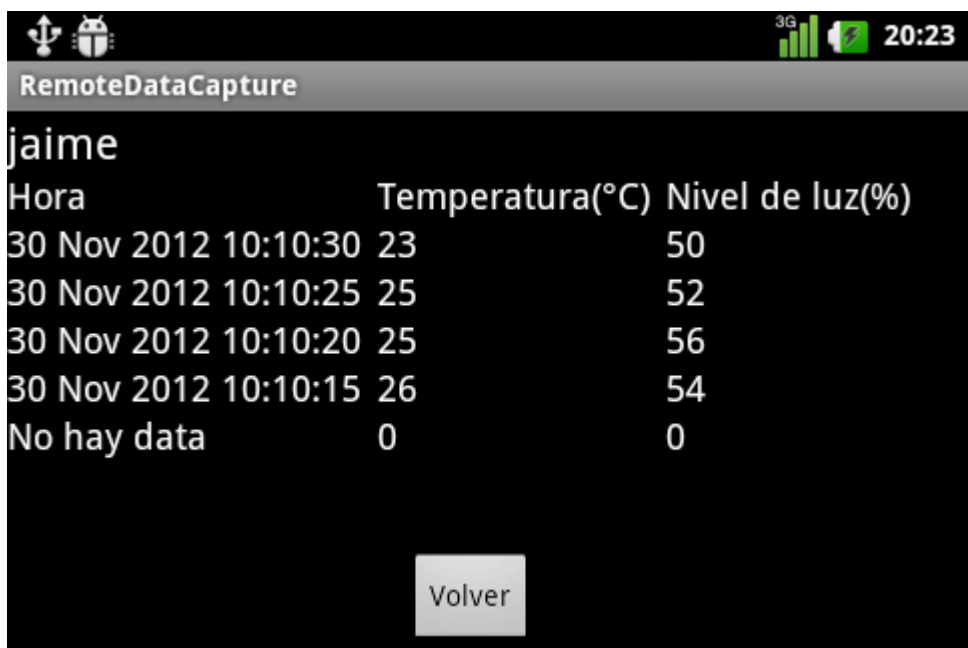 3G 20:23
RemoteDataCapture
jaime
Hora Temperatura(°C) Nivel de luz(%)
30 Nov 2012 10:10:30 23 50
30 Nov 2012 10:10:25 25 52
30 Nov 2012 10:10:20 25 56
30 Nov 2012 10:10:15 26 54
No hay data 0 0
Volver